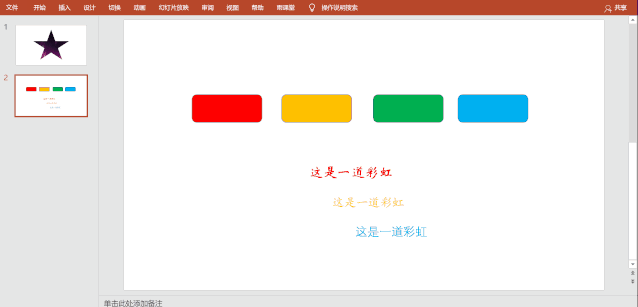 文件 开始 插入 设计 切换 动画 幻灯片放映 审阅 视图 帮助 雨课堂 操作说明搜索 共享
1
2
这是一道彩虹
这是一道彩虹
这是一道彩虹
单击此处添加备注